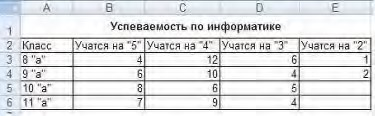 A B C D E
1 Успеваемость по информатике
2 Класс Учатся на "5" Учатся на "4" Учатся на "3" Учатся на "2"
3 8 "а" 4 12 6 1
4 9 "а" 6 10 4 2
5 10 "а" 8 6 5
6 11 "а" 7 9 4